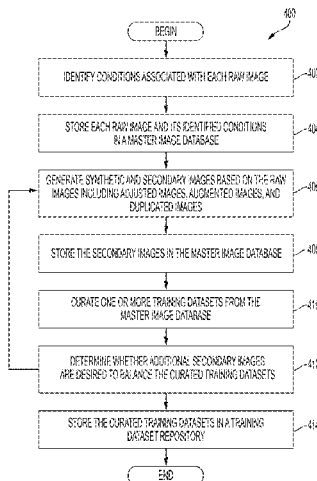 400
BEGIN
IDENTIFY CONDITIONS ASSOCIATED WITH EACH RAW IMAGE
STORE EACH RAW IMAGE AND ITS IDENTIFIED CONDITIONS
IN A MASTER IMAGE DATABASE
GENERATE SYNTHETIC AND SECONDARY IMAGES BASED ON THE RAW
IMAGES INCLUDING ADJUSTED IMAGES, AUGMENTED IMAGES, AND
DUPLICATED IMAGES
STORE THE SECONDARY IMAGES IN THE MASTER IMAGE DATABASE
CURATE ONE OR MORE TRAINING DATASETS FROM THE
MASTER IMAGE DATABASE
DETERMINE WHETHER ADDITIONAL SECONDARY IMAGES
ARE DESIRED TO BALANCE THE CURATED TRAINING DATASETS
STORE THE CURATED TRAINING DATASETS IN A TRAINING
DATASET REPOSITORY
END